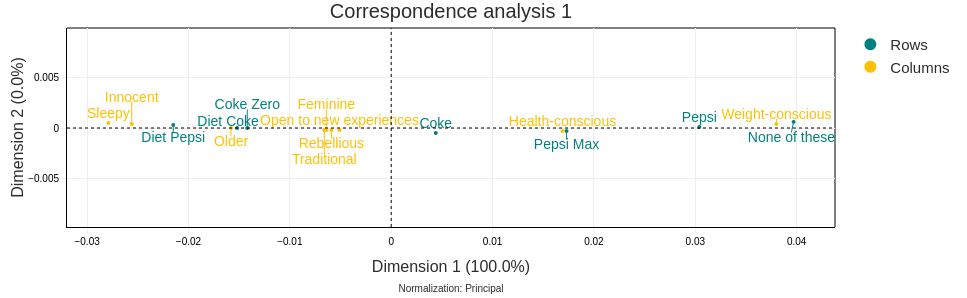 Correspondence analysis 1
Rows
Columns
Dimension 2 (0.0%)
0.005
0
−0.005
Innocent
Sleepy
Diet Pepsi
Coke Zero
Diet Coke
Older
Feminine
Open to new experiences
Rebellious
Traditional
Coke
Health-conscious
Pepsi Max
Pepsi
Weight-conscious
None of these
−0.03
−0.02
−0.01
0
0.01
0.02
0.03
0.04
Dimension 1 (100.0%)
Normalization: Principal